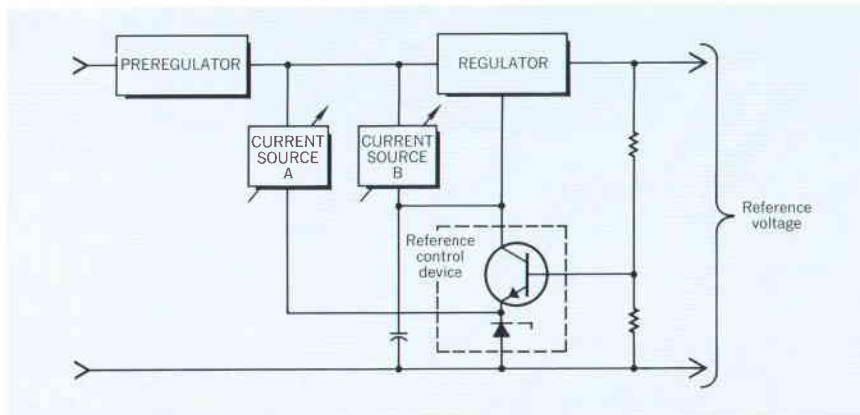 PREREGULATOR
REGULATOR
CURRENT
SOURCE
A
CURRENT
SOURCE
B
Reference
control
device
Reference
voltage